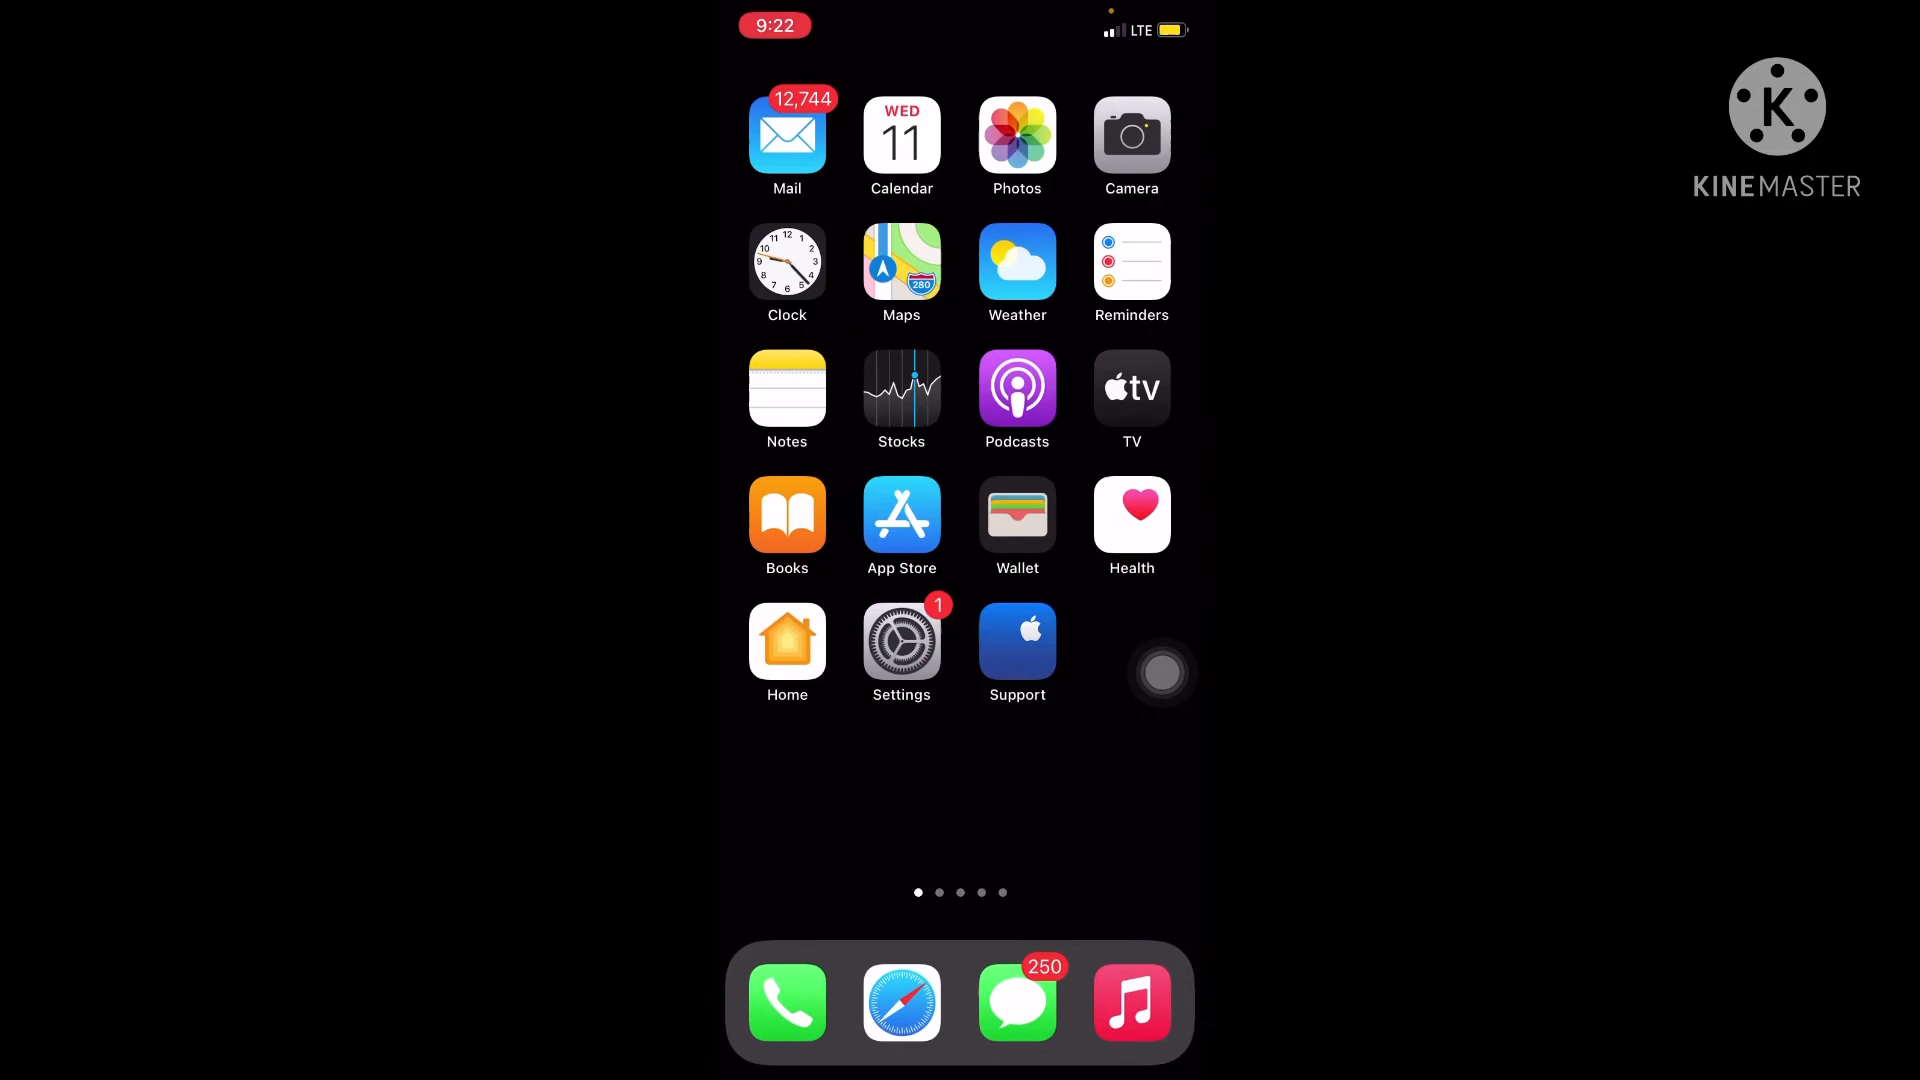 9:22
LTE
KINEMASTER
12,744
WED
11
Mail
Calendar
Photos
Camera
280
Clock
Maps
Weather
Reminders
tv
Notes
Stocks
Podcasts
TV
Books
App Store
Wallet
Health
1
Home
Settings
Support
250